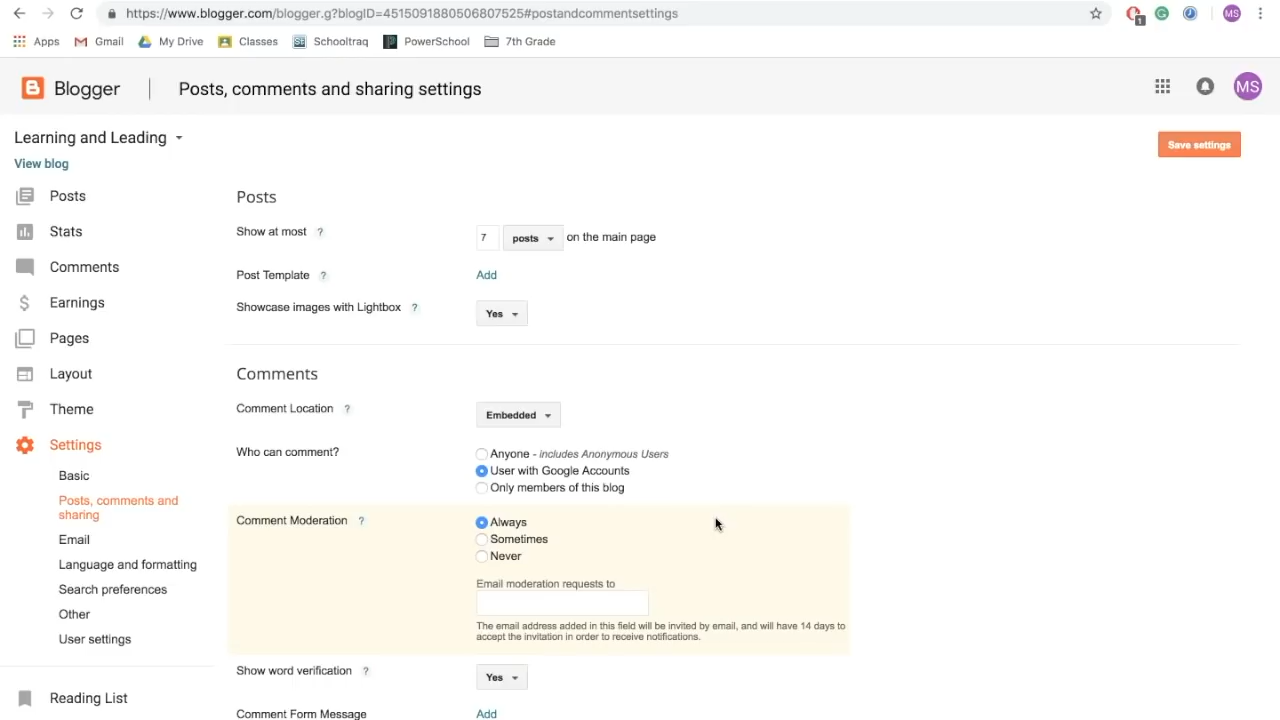 https://www.blogger.com/blogger.g?blogID=4515091880506807525#postandcommentsettings
1
MS
Apps
Gmail
My Drive
Classes
Schooltraq
PowerSchool
7th Grade
Blogger
Posts, comments and sharing settings
MS
Learning and Leading
View blog
Save settings
Posts
Stats
Comments
Earnings
Pages
Layout
Theme
Settings
Basic
Posts, comments and
sharing
Email
Language and formatting
Search preferences
Other
User settings
Reading List
Posts
Show at most ? 7 posts on the main page
Post Template ? Add
Showcase images with Lightbox ? Yes
Comments
Comment Location ? Embedded
Who can comment? Anyone - includes Anonymous Users
User with Google Accounts
Only members of this blog
Comment Moderation ? Always
Sometimes
Never
Email moderation requests to
The email address added in this field will be invited by email, and will have 14 days to
accept the invitation in order to receive notifications.
Show word verification ? Yes
Comment Form Message Add